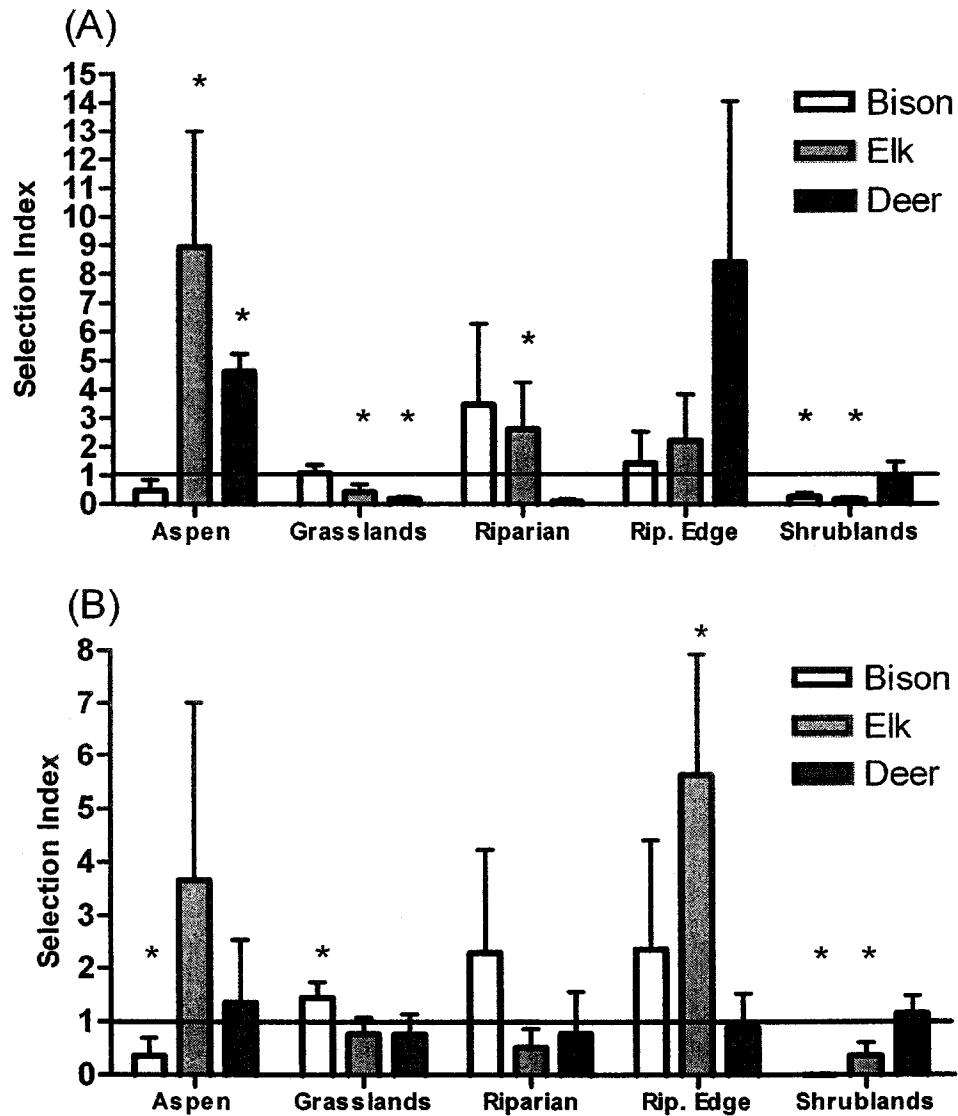 (A)
15
14
13
12
11
10
9
8
7
6
5
4
3
2
1
0
Selection Index
* * * * * * *
Bison
Elk
Deer
Aspen Grasslands Riparian Rip. Edge Shrublands
(B)
8
7
6
5
4
3
2
1
0
Selection Index
* * * * *
Bison
Elk
Deer
Aspen Grasslands Riparian Rip. Edge Shrublands